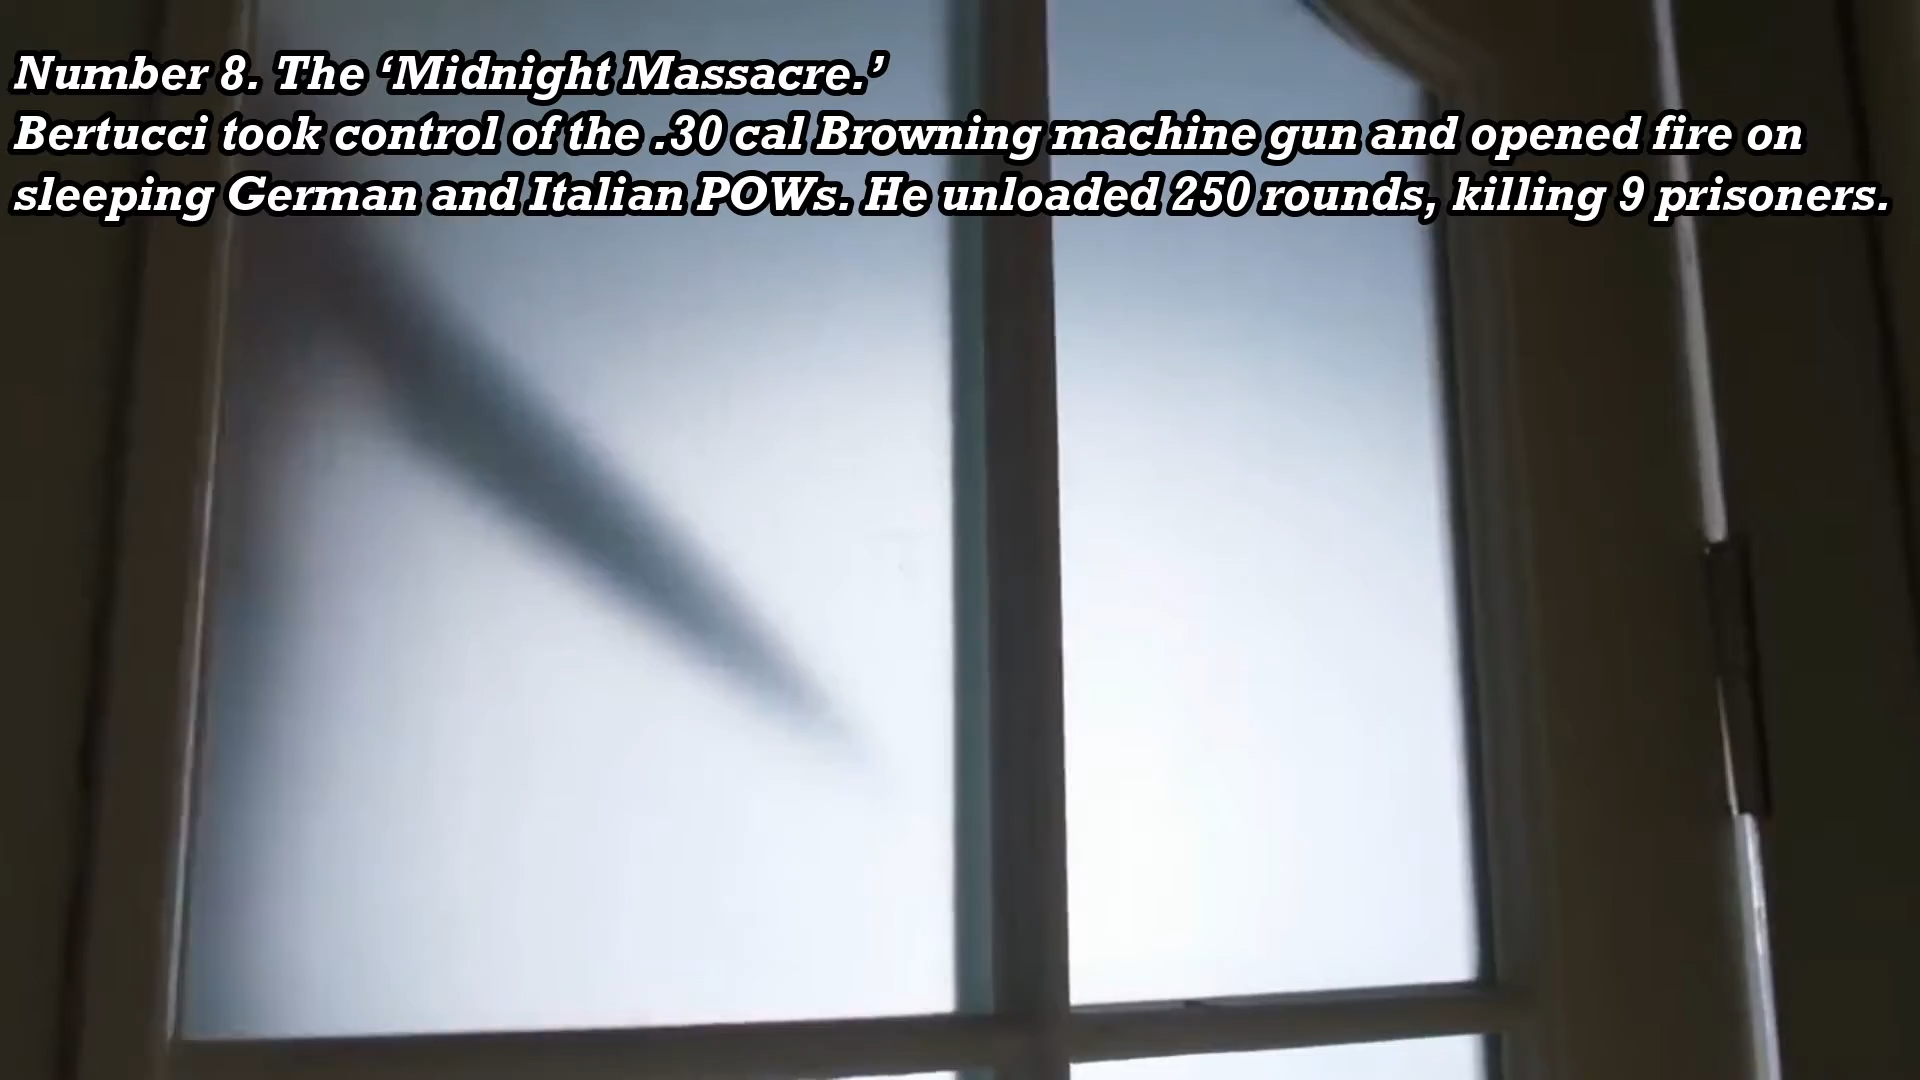 Number 8. The ‘Midnight Massacre.’
Bertucci took control of the .30 cal Browning machine gun and opened fire on
sleeping German and Italian POWs. He unloaded 250 rounds, killing 9 prisoners.